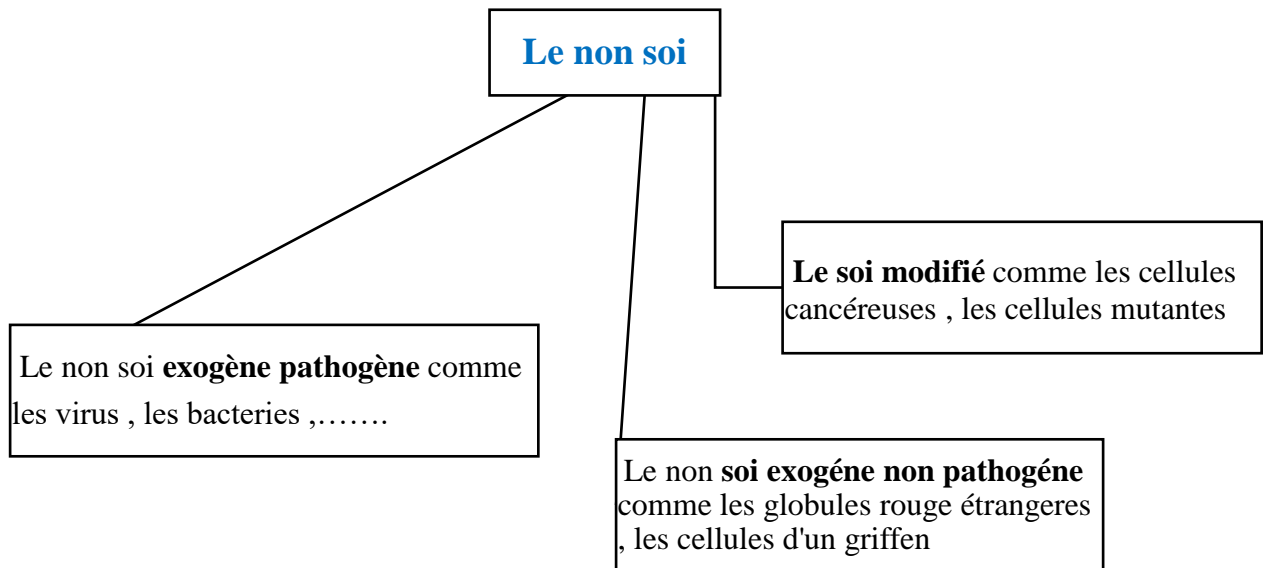 Le non soi
Le soi modifié comme les cellules
cancéreuses , les cellules mutantes
Le non soi exogène pathogène comme
les virus , les bacteries ,…….
Le non soi exogéne non pathogéne
comme les globules rouge étrangeres
, les cellules d'un griffen